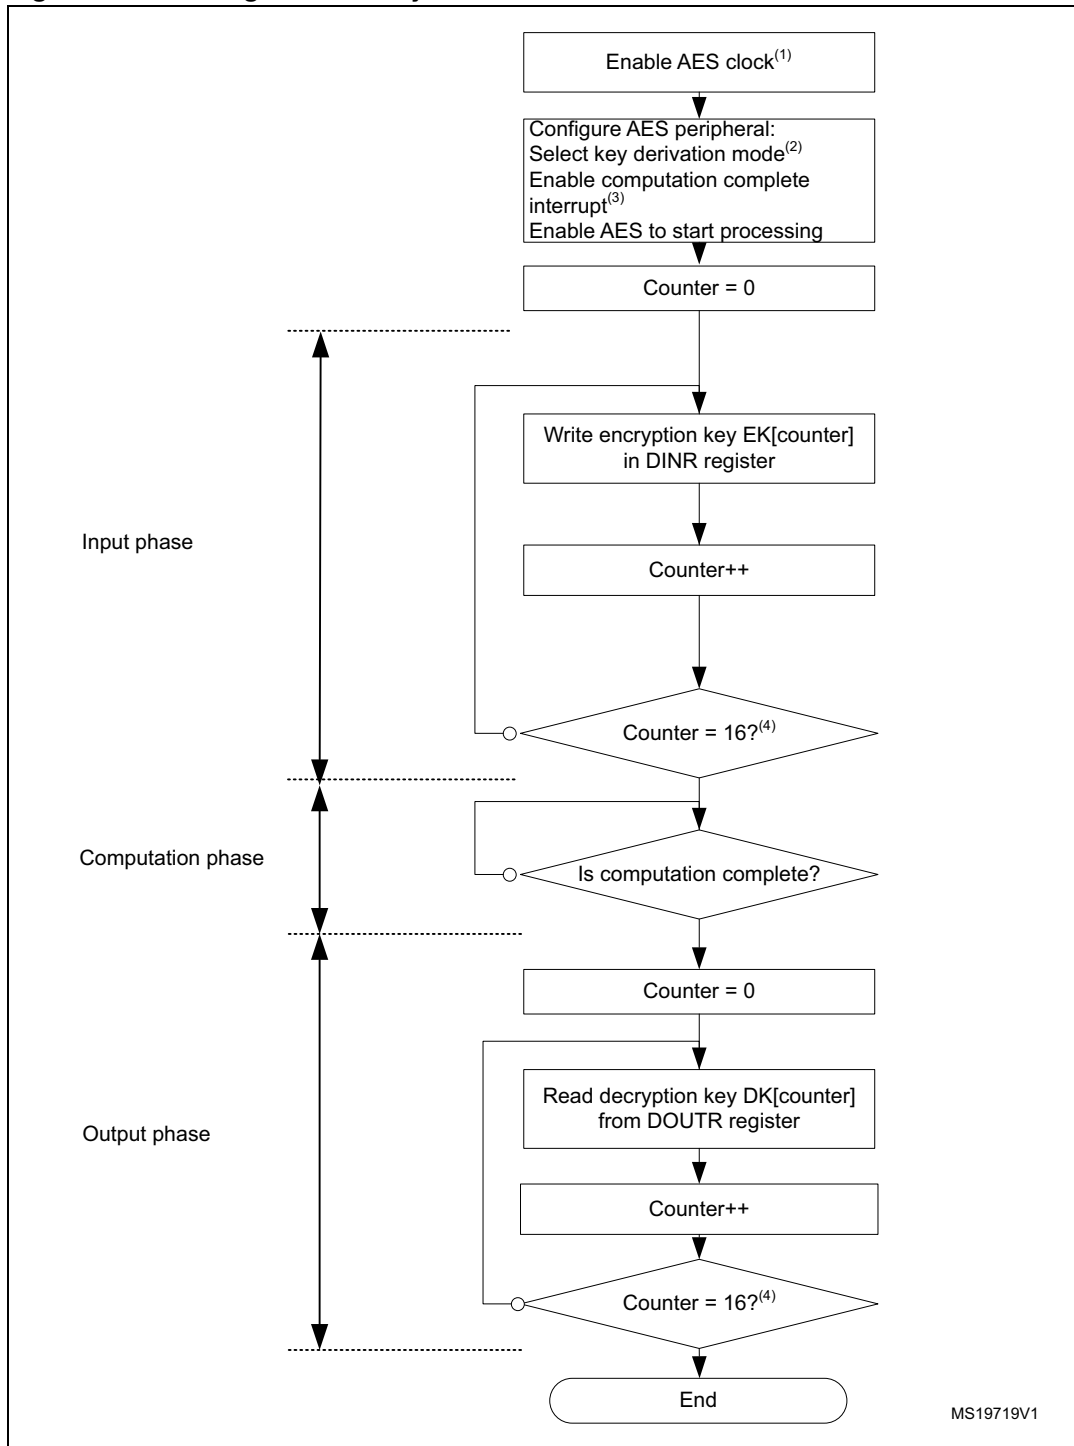 Enable AES clock(1)
Configure AES peripheral:
Select key derivation mode(2)
Enable computation complete
interrupt(3)
Enable AES to start processing
Counter = 0
Write encryption key EK[counter]
in DINR register
Input phase
Counter++
Counter = 16?(4)
Computation phase
Is computation complete?
Counter = 0
Read decryption key DK[counter]
from DOUTR register
Output phase
Counter++
Counter = 16?(4)
End
MS19719V1